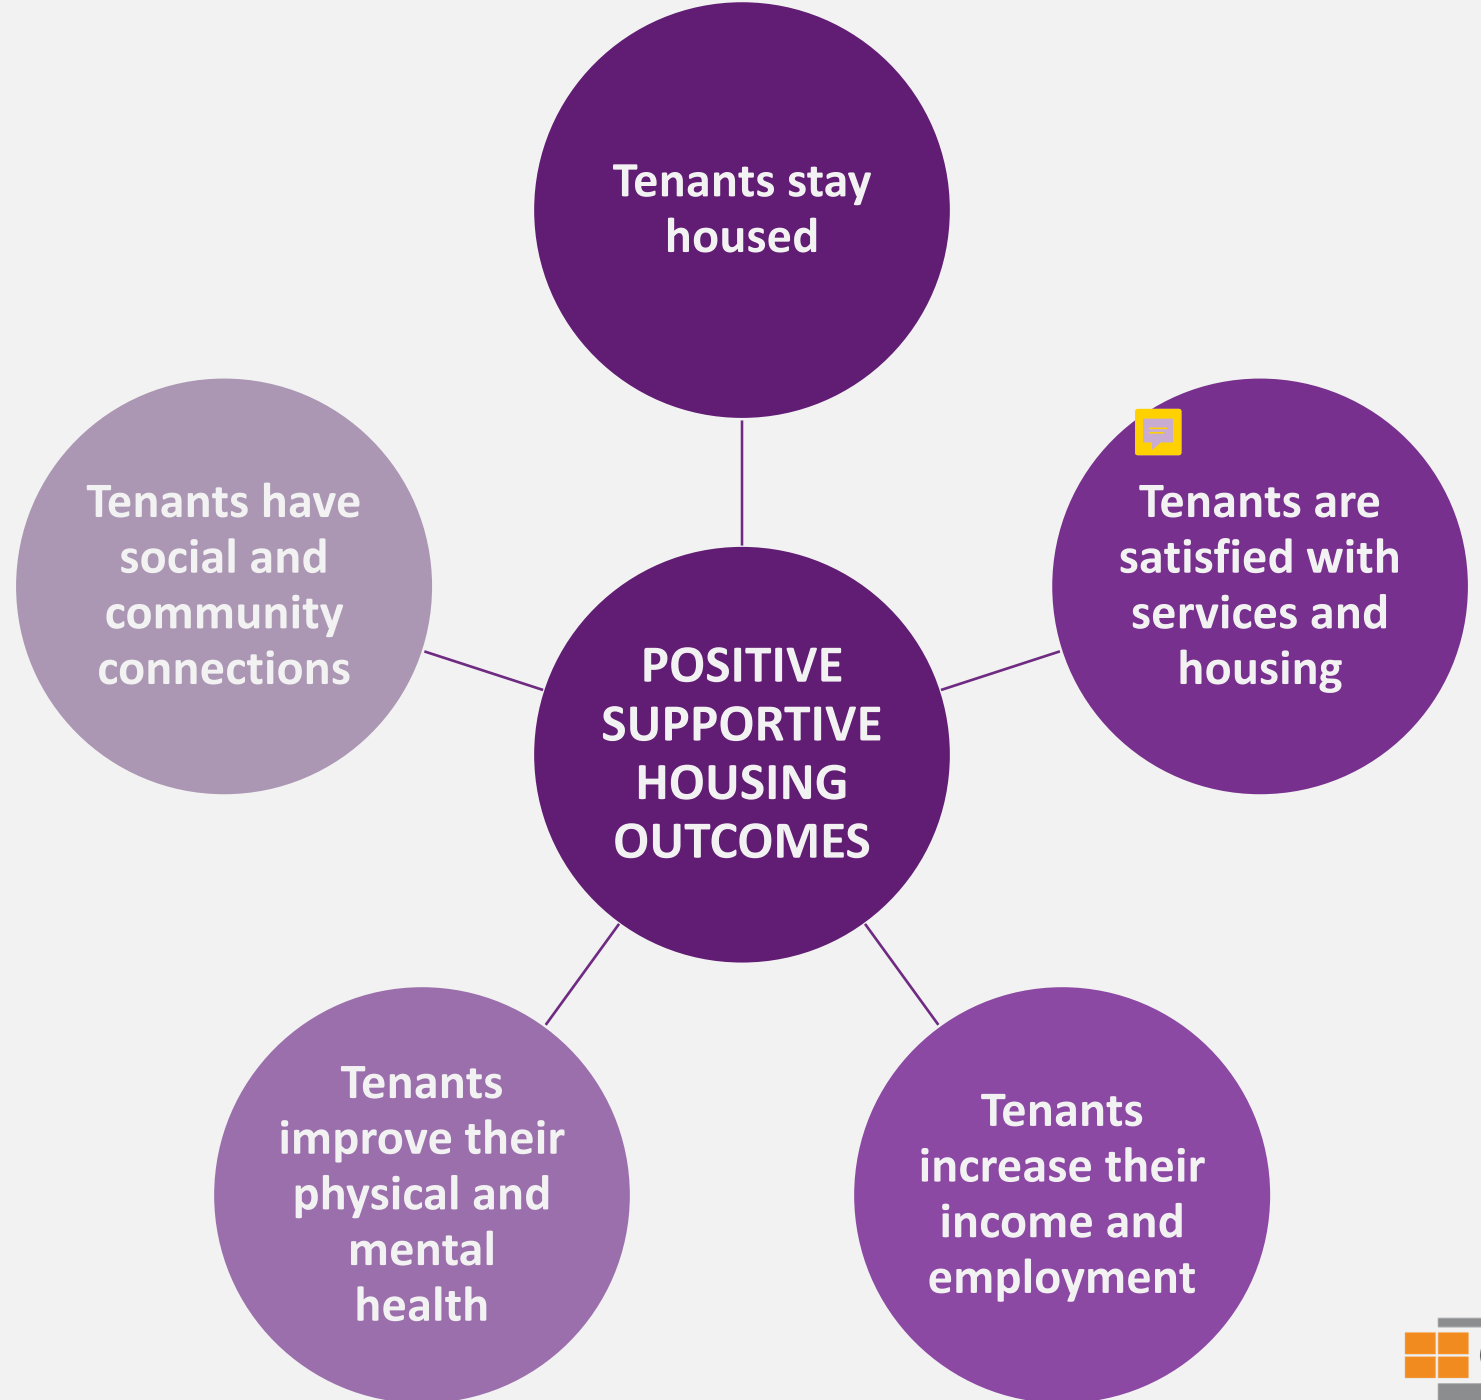 Tenants stay
housed
Tenants are
satisfied with
services and
housing
Tenants
increase their
income and
employment
Tenants
improve their
physical and
mental
health
Tenants have
social and
community
connections
POSITIVE
SUPPORTIVE
HOUSING
OUTCOMES